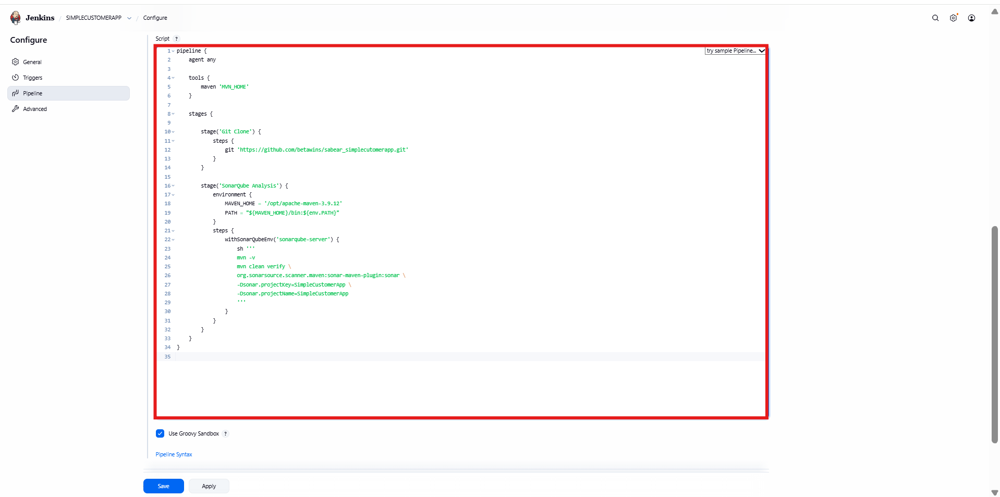 Jenkins / SIMPLECUSTOMERAPP / Configure
Configure
General
Triggers
Pipeline
Advanced
Script ?
try sample Pipeline...
1 pipeline {
2     agent any
3
4     tools {
5         maven 'MVN_HOME'
6     }
7
8     stages {
9
10         stage('Git Clone') {
11             steps {
12                 git 'https://github.com/betawins/sabear_simplecutomerapp.git'
13             }
14         }
15
16         stage('SonarQube Analysis') {
17             environment {
18                 MAVEN_HOME = '/opt/apache-maven-3.9.12'
19                 PATH = "${MAVEN_HOME}/bin:${env.PATH}"
20             }
21             steps {
22                 withSonarQubeEnv('sonarqube-server') {
23                     sh '''
24                     mvn -v
25                     mvn clean verify \
26                     org.sonarsource.scanner.maven:sonar-maven-plugin:sonar \
27                     -Dsonar.projectKey=SimpleCustomerApp \
28                     -Dsonar.projectName=SimpleCustomerApp
29                     '''
30                 }
31             }
32         }
33     }
34 }
35
Use Groovy Sandbox ?
Pipeline Syntax
Save
Apply